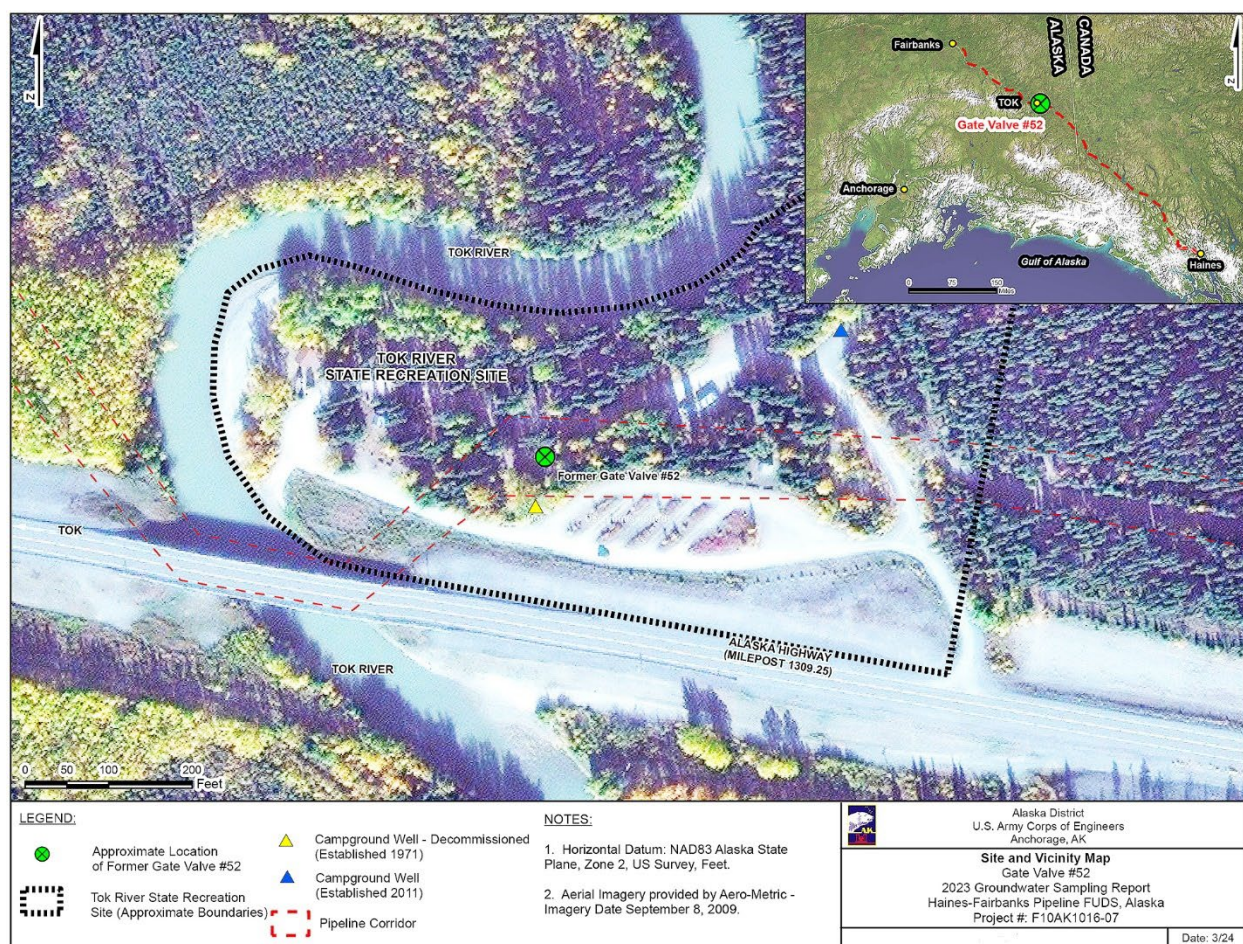 N
Fairbanks
ALASKA
CANADA
N
TOK
Gate Valve #52
Anchorage
Gulf of Alaska
Haines
0 75 150
Miles
TOK RIVER
TOK RIVER
STATE RECREATION SITE
Former Gate Valve #52
TOK
ALASKA HIGHWAY
(MILEPOST 1309.25)
TOK RIVER
0 50 100 200
Feet
LEGEND:
Approximate Location
of Former Gate Valve #52
Tok River State Recreation
Site (Approximate Boundaries)
Campground Well - Decommissioned
(Established 1971)
Campground Well
(Established 2011)
Pipeline Corridor
NOTES:
1. Horizontal Datum: NAD83 Alaska State
Plane, Zone 2, US Survey, Feet.
2. Aerial Imagery provided by Aero-Metric -
Imagery Date September 8, 2009.
Alaska District
U.S. Army Corps of Engineers
Anchorage, AK
Site and Vicinity Map
Gate Valve #52
2023 Groundwater Sampling Report
Haines-Fairbanks Pipeline FUDS, Alaska
Project #: F10AK1016-07
Date: 3/24